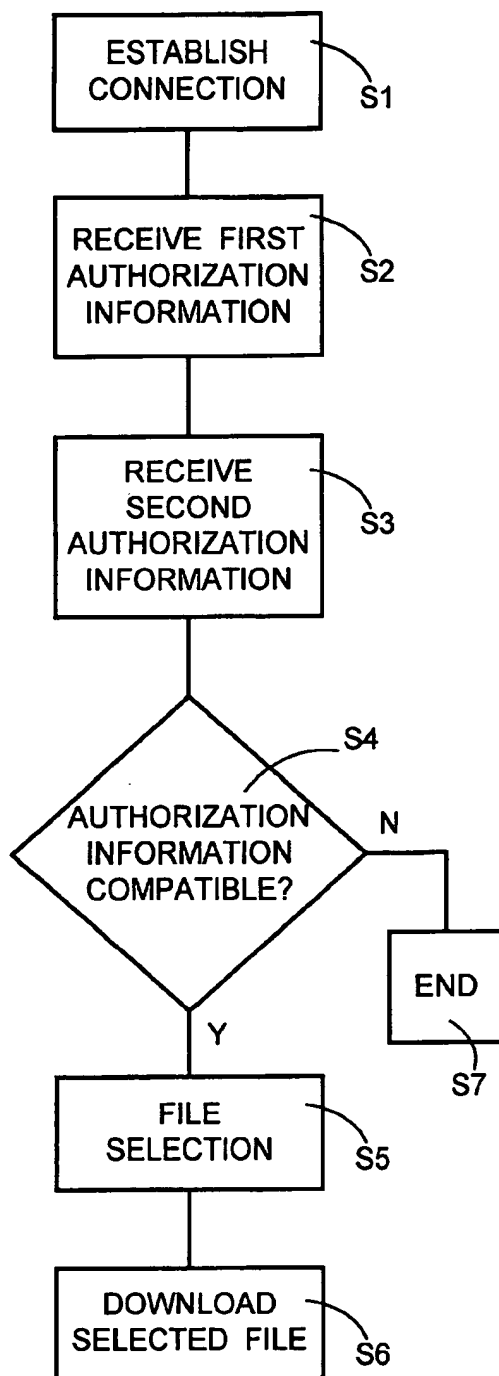 ESTABLISH
CONNECTION
S1
RECEIVE FIRST
AUTHORIZATION
INFORMATION
S2
RECEIVE
SECOND
AUTHORIZATION
INFORMATION
S3
S4
AUTHORIZATION
INFORMATION
COMPATIBLE?
N
END
S7
Y
FILE
SELECTION
S5
DOWNLOAD
SELECTED FILE
S6